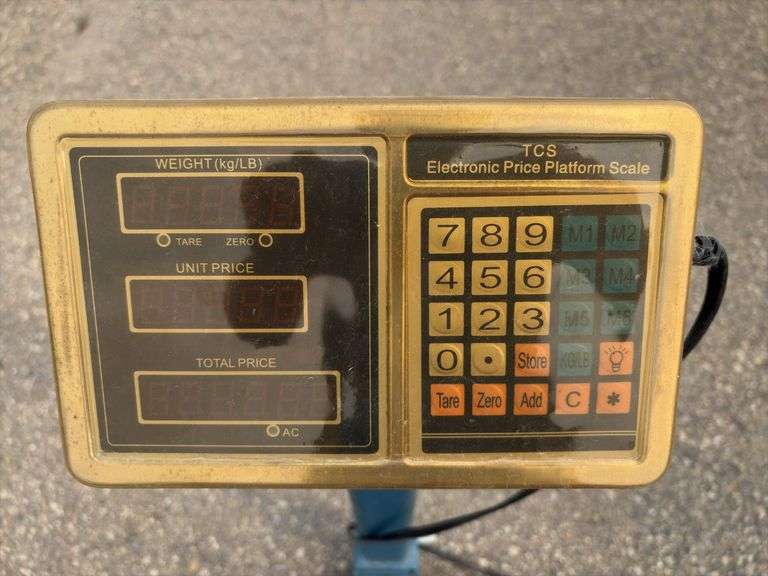 WEIGHT(kg/LB)
TARE ZERO
UNIT PRICE
TOTAL PRICE
AC
TCS
Electronic Price Platform Scale
7 8 9 M1 M2
4 5 6 M3 M4
1 2 3 M5 M6
0 • Store KG/LB
Tare Zero Add C *